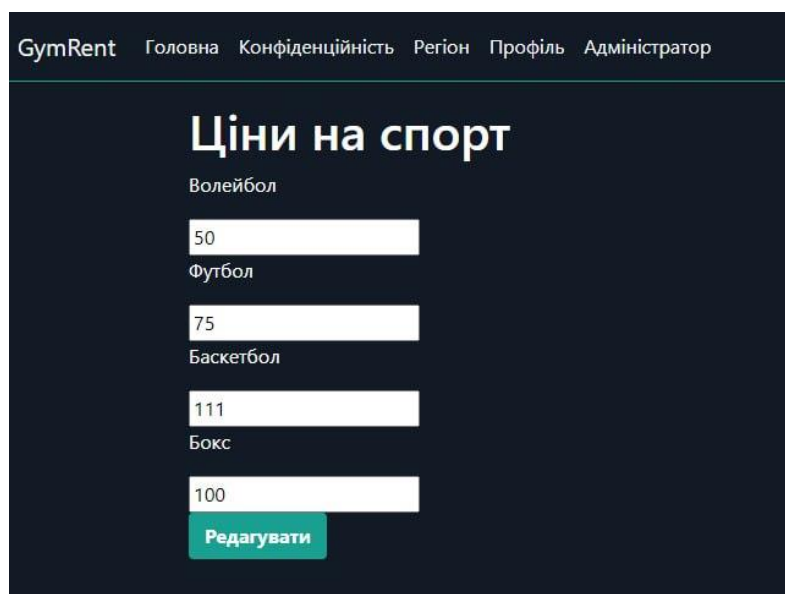 GymRent Головна Конфіденційність Регіон Профіль Адміністратор
Ціни на спорт
Волейбол
50
Футбол
75
Баскетбол
111
Бокс
100
Редагувати